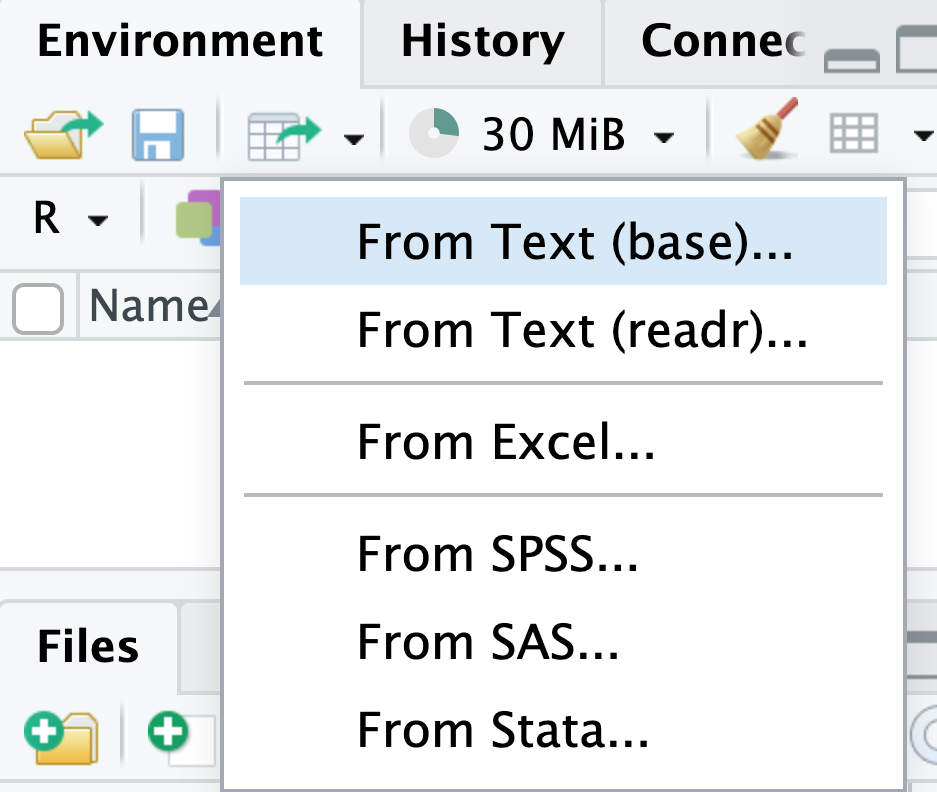 Environment History Connec
30 MiB
R
Name
From Text (base)...
From Text (readr)...
From Excel...
From SPSS...
From SAS...
From Stata...
Files